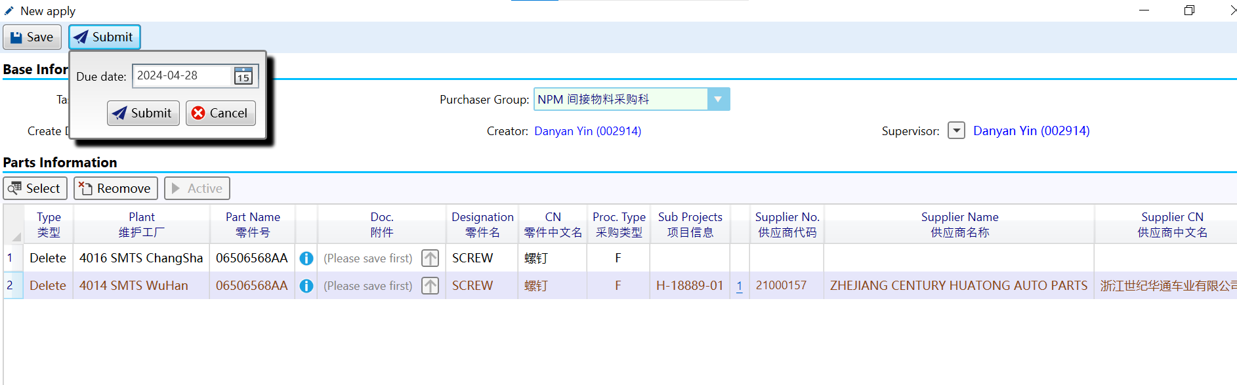 New apply
Save Submit
Due date: 2024-04-28 15
Submit Cancel
Base Infor
Purchaser Group: NPM 间接物料采购科
Create D
Creator: Danyan Yin (002914)
Supervisor: Danyan Yin (002914)
Parts Information
Select Reomove Active
Type Plant Part Name Doc. Designation CN Proc. Type Sub Projects Supplier No. Supplier Name Supplier CN
类型 维护工厂 零件号 附件 零件名 零件中文名 采购类型 项目信息 供应商代码 供应商名称 供应商中文名
1 Delete 4016 SMTS ChangSha 06506568AA (Please save first) SCREW 螺钉 F
2 Delete 4014 SMTS WuHan 06506568AA (Please save first) SCREW 螺钉 F H-18889-01 1 21000157 ZHEJIANG CENTURY HUATONG AUTO PARTS 浙江世纪华通车业有限公司